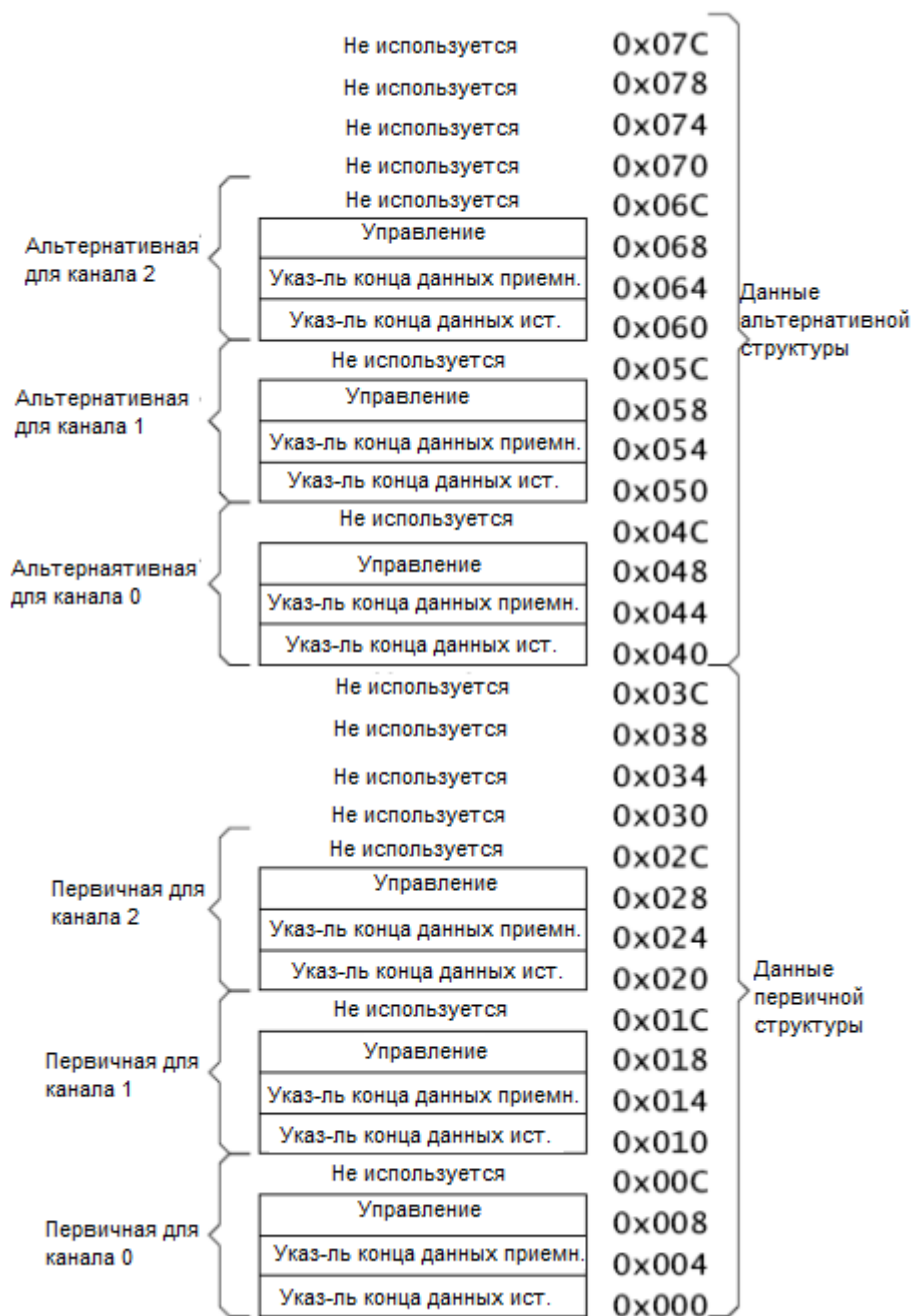 Не используется 0x07C
Не используется 0x078
Не используется 0x074
Не используется 0x070
Не используется 0x06C
Управление 0x068
Альтернативная
для канала 2
Указ-ль конца данных приемн. 0x064
Данные
альтернативной
структуры
Указ-ль конца данных ист. 0x060
Не используется 0x05C
Альтернативная
для канала 1
Управление 0x058
Указ-ль конца данных приемн. 0x054
Указ-ль конца данных ист. 0x050
Не используется 0x04C
Альтернаятивная
для канала 0
Управление 0x048
Указ-ль конца данных приемн. 0x044
Указ-ль конца данных ист. 0x040
Не используется 0x03C
Не используется 0x038
Не используется 0x034
Не используется 0x030
Не используется 0x02C
Первичная для
канала 2
Управление 0x028
Указ-ль конца данных приемн. 0x024
Указ-ль конца данных ист. 0x020
Данные
первичной
структуры
Не используется 0x01C
Первичная для
канала 1
Управление 0x018
Указ-ль конца данных приемн. 0x014
Указ-ль конца данных ист. 0x010
Не используется 0x00C
Первичная для
канала 0
Управление 0x008
Указ-ль конца данных приемн. 0x004
Указ-ль конца данных ист. 0x000